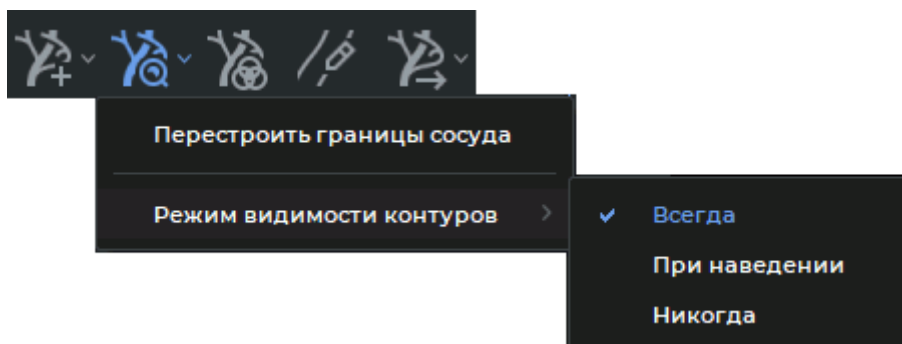 Перестроить границы сосуда
Режим видимости контуров
Всегда
При наведении
Никогда